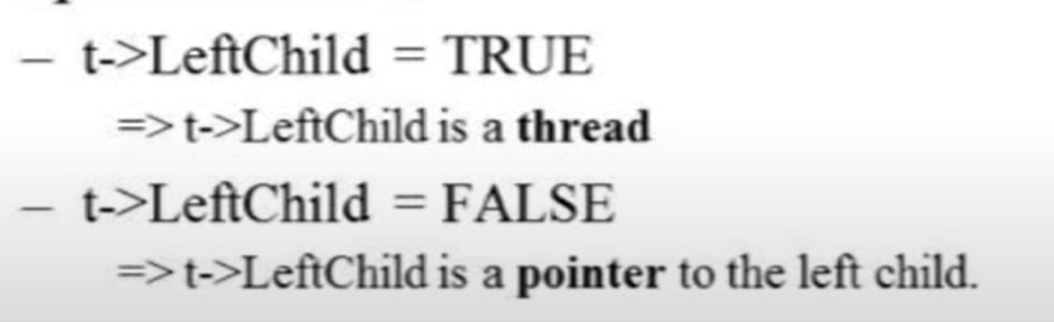 – t->LeftChild = TRUE
=> t->LeftChild is a thread
– t->LeftChild = FALSE
=> t->LeftChild is a pointer to the left child.